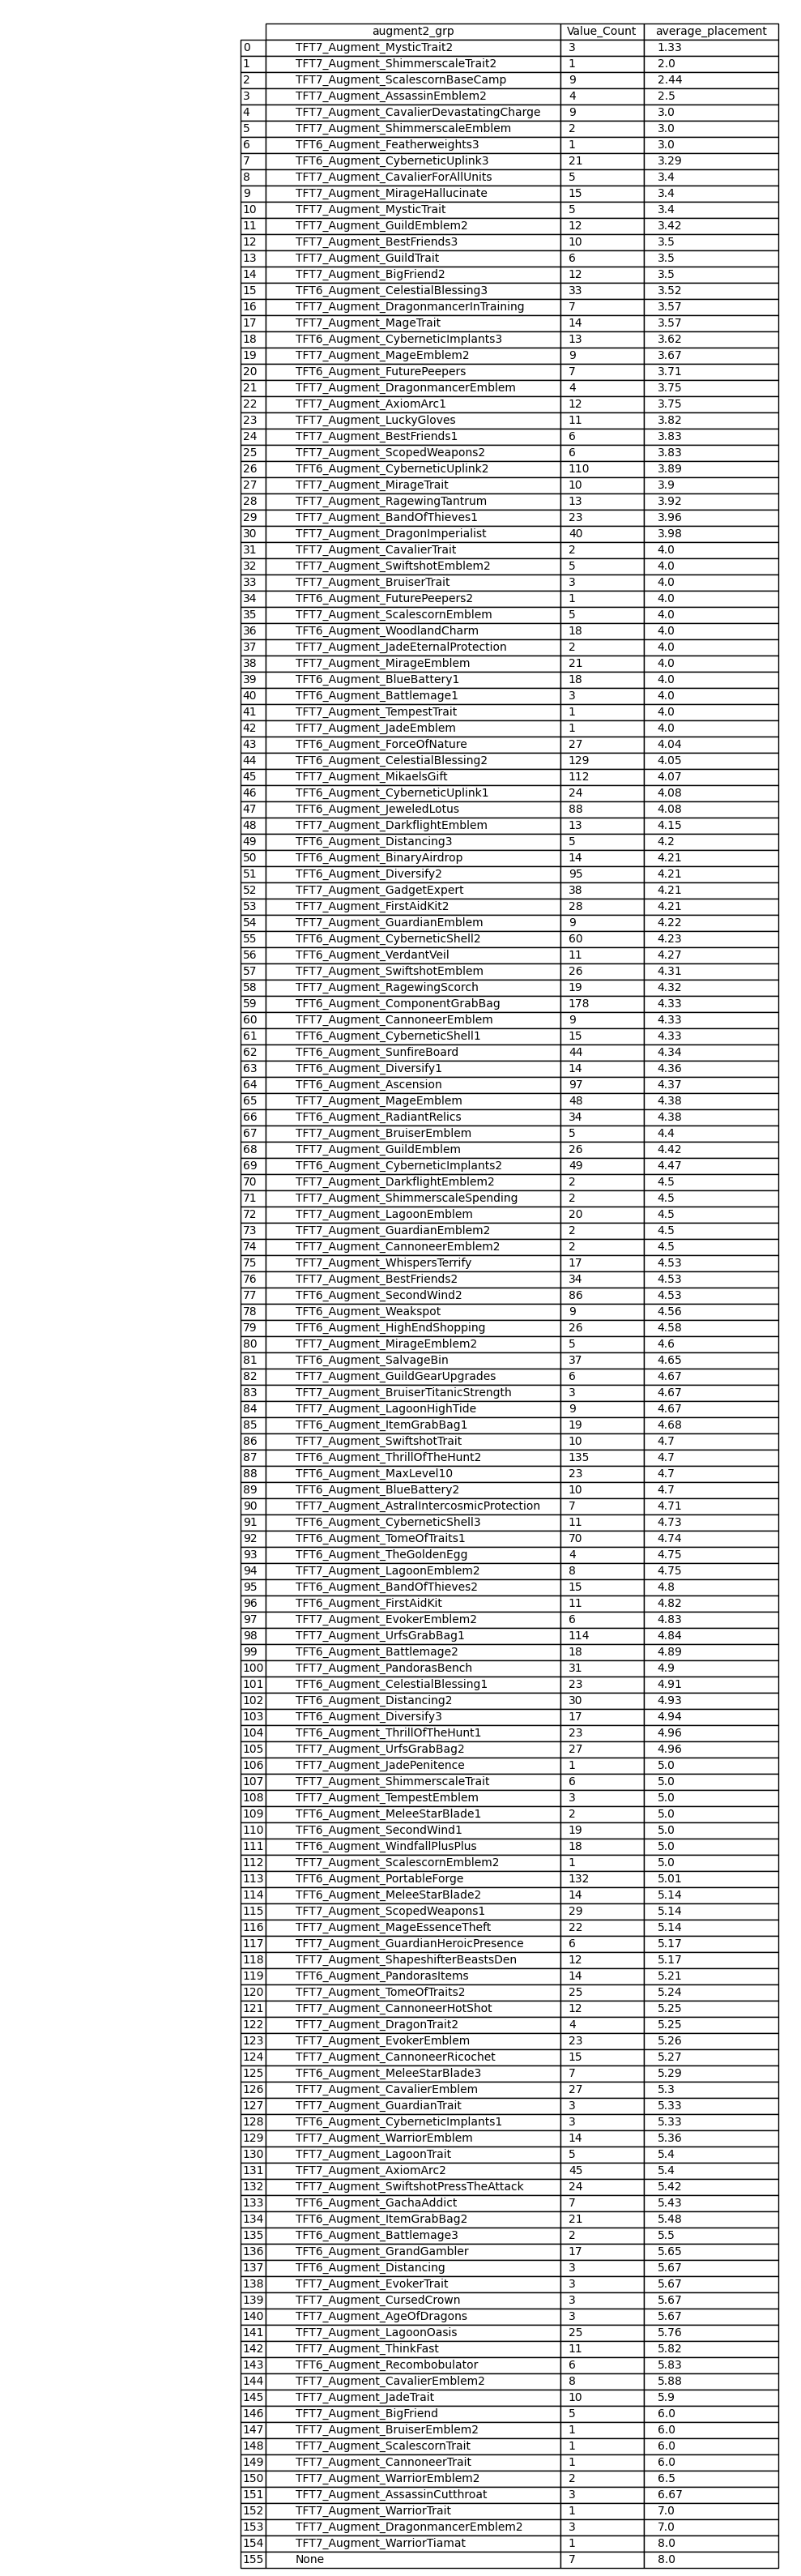 augment2_grp Value_Count average_placement
0 TFT7_Augment_MysticTrait2 3 1.33
1 TFT7_Augment_ShimmerscaleTrait2 1 2.0
2 TFT7_Augment_ScalescornBaseCamp 9 2.44
3 TFT7_Augment_AssassinEmblem2 4 2.5
4 TFT7_Augment_CavalierDevastatingCharge 9 3.0
5 TFT7_Augment_ShimmerscaleEmblem 2 3.0
6 TFT6_Augment_Featherweights3 1 3.0
7 TFT6_Augment_CyberneticUplink3 21 3.29
8 TFT7_Augment_CavalierForAllUnits 5 3.4
9 TFT7_Augment_MirageHallucinate 15 3.4
10 TFT7_Augment_MysticTrait 5 3.4
11 TFT7_Augment_GuildEmblem2 12 3.42
12 TFT7_Augment_BestFriends3 10 3.5
13 TFT7_Augment_GuildTrait 6 3.5
14 TFT7_Augment_BigFriend2 12 3.5
15 TFT6_Augment_CelestialBlessing3 33 3.52
16 TFT7_Augment_DragonmancerInTraining 7 3.57
17 TFT7_Augment_MageTrait 14 3.57
18 TFT6_Augment_CyberneticImplants3 13 3.62
19 TFT7_Augment_MageEmblem2 9 3.67
20 TFT6_Augment_FuturePeepers 7 3.71
21 TFT7_Augment_DragonmancerEmblem 4 3.75
22 TFT7_Augment_AxiomArc1 12 3.75
23 TFT7_Augment_LuckyGloves 11 3.82
24 TFT7_Augment_BestFriends1 6 3.83
25 TFT7_Augment_ScopedWeapons2 6 3.83
26 TFT6_Augment_CyberneticUplink2 110 3.89
27 TFT7_Augment_MirageTrait 10 3.9
28 TFT7_Augment_RagewingTantrum 13 3.92
29 TFT7_Augment_BandOfThieves1 23 3.96
30 TFT7_Augment_DragonImperialist 40 3.98
31 TFT7_Augment_CavalierTrait 2 4.0
32 TFT7_Augment_SwiftshotEmblem2 5 4.0
33 TFT7_Augment_BruiserTrait 3 4.0
34 TFT6_Augment_FuturePeepers2 1 4.0
35 TFT7_Augment_ScalescornEmblem 5 4.0
36 TFT6_Augment_WoodlandCharm 18 4.0
37 TFT7_Augment_JadeEternalProtection 2 4.0
38 TFT7_Augment_MirageEmblem 21 4.0
39 TFT6_Augment_BlueBattery1 18 4.0
40 TFT6_Augment_Battlemage1 3 4.0
41 TFT7_Augment_TempestTrait 1 4.0
42 TFT7_Augment_JadeEmblem 1 4.0
43 TFT6_Augment_ForceOfNature 27 4.04
44 TFT6_Augment_CelestialBlessing2 129 4.05
45 TFT7_Augment_MikaelsGift 112 4.07
46 TFT6_Augment_CyberneticUplink1 24 4.08
47 TFT6_Augment_JeweledLotus 88 4.08
48 TFT7_Augment_DarkflightEmblem 13 4.15
49 TFT6_Augment_Distancing3 5 4.2
50 TFT6_Augment_BinaryAirdrop 14 4.21
51 TFT6_Augment_Diversify2 95 4.21
52 TFT7_Augment_GadgetExpert 38 4.21
53 TFT7_Augment_FirstAidKit2 28 4.21
54 TFT7_Augment_GuardianEmblem 9 4.22
55 TFT6_Augment_CyberneticShell2 60 4.23
56 TFT6_Augment_VerdantVeil 11 4.27
57 TFT7_Augment_SwiftshotEmblem 26 4.31
58 TFT7_Augment_RagewingScorch 19 4.32
59 TFT6_Augment_ComponentGrabBag 178 4.33
60 TFT7_Augment_CannoneerEmblem 9 4.33
61 TFT6_Augment_CyberneticShell1 15 4.33
62 TFT6_Augment_SunfireBoard 44 4.34
63 TFT6_Augment_Diversify1 14 4.36
64 TFT6_Augment_Ascension 97 4.37
65 TFT7_Augment_MageEmblem 48 4.38
66 TFT6_Augment_RadiantRelics 34 4.38
67 TFT7_Augment_BruiserEmblem 5 4.4
68 TFT7_Augment_GuildEmblem 26 4.42
69 TFT6_Augment_CyberneticImplants2 49 4.47
70 TFT7_Augment_DarkflightEmblem2 2 4.5
71 TFT7_Augment_ShimmerscaleSpending 2 4.5
72 TFT7_Augment_LagoonEmblem 20 4.5
73 TFT7_Augment_GuardianEmblem2 2 4.5
74 TFT7_Augment_CannoneerEmblem2 2 4.5
75 TFT7_Augment_WhispersTerrify 17 4.53
76 TFT7_Augment_BestFriends2 34 4.53
77 TFT6_Augment_SecondWind2 86 4.53
78 TFT6_Augment_Weakspot 9 4.56
79 TFT6_Augment_HighEndShopping 26 4.58
80 TFT7_Augment_MirageEmblem2 5 4.6
81 TFT6_Augment_SalvageBin 37 4.65
82 TFT7_Augment_GuildGearUpgrades 6 4.67
83 TFT7_Augment_BruiserTitanicStrength 3 4.67
84 TFT7_Augment_LagoonHighTide 9 4.67
85 TFT6_Augment_ItemGrabBag1 19 4.68
86 TFT7_Augment_SwiftshotTrait 10 4.7
87 TFT6_Augment_ThrillOfTheHunt2 135 4.7
88 TFT6_Augment_MaxLevel10 23 4.7
89 TFT6_Augment_BlueBattery2 10 4.7
90 TFT7_Augment_AstralIntercosmicProtection 7 4.71
91 TFT6_Augment_CyberneticShell3 11 4.73
92 TFT6_Augment_TomeOfTraits1 70 4.74
93 TFT6_Augment_TheGoldenEgg 4 4.75
94 TFT7_Augment_LagoonEmblem2 8 4.75
95 TFT6_Augment_BandOfThieves2 15 4.8
96 TFT6_Augment_FirstAidKit 11 4.82
97 TFT7_Augment_EvokerEmblem2 6 4.83
98 TFT7_Augment_UrfsGrabBag1 114 4.84
99 TFT6_Augment_Battlemage2 18 4.89
100 TFT7_Augment_PandorasBench 31 4.9
101 TFT6_Augment_CelestialBlessing1 23 4.91
102 TFT6_Augment_Distancing2 30 4.93
103 TFT6_Augment_Diversify3 17 4.94
104 TFT6_Augment_ThrillOfTheHunt1 23 4.96
105 TFT7_Augment_UrfsGrabBag2 27 4.96
106 TFT7_Augment_JadePenitence 1 5.0
107 TFT7_Augment_ShimmerscaleTrait 6 5.0
108 TFT7_Augment_TempestEmblem 3 5.0
109 TFT6_Augment_MeleeStarBlade1 2 5.0
110 TFT6_Augment_SecondWind1 19 5.0
111 TFT6_Augment_WindfallPlusPlus 18 5.0
112 TFT7_Augment_ScalescornEmblem2 1 5.0
113 TFT6_Augment_PortableForge 132 5.01
114 TFT6_Augment_MeleeStarBlade2 14 5.14
115 TFT7_Augment_ScopedWeapons1 29 5.14
116 TFT7_Augment_MageEssenceTheft 22 5.14
117 TFT7_Augment_GuardianHeroicPresence 6 5.17
118 TFT7_Augment_ShapeshifterBeastsDen 12 5.17
119 TFT6_Augment_PandorasItems 14 5.21
120 TFT7_Augment_TomeOfTraits2 25 5.24
121 TFT7_Augment_CannoneerHotShot 12 5.25
122 TFT7_Augment_DragonTrait2 4 5.25
123 TFT7_Augment_EvokerEmblem 23 5.26
124 TFT7_Augment_CannoneerRicochet 15 5.27
125 TFT6_Augment_MeleeStarBlade3 7 5.29
126 TFT7_Augment_CavalierEmblem 27 5.3
127 TFT7_Augment_GuardianTrait 3 5.33
128 TFT6_Augment_CyberneticImplants1 3 5.33
129 TFT7_Augment_WarriorEmblem 14 5.36
130 TFT7_Augment_LagoonTrait 5 5.4
131 TFT7_Augment_AxiomArc2 45 5.4
132 TFT7_Augment_SwiftshotPressTheAttack 24 5.42
133 TFT6_Augment_GachaAddict 7 5.43
134 TFT6_Augment_ItemGrabBag2 21 5.48
135 TFT6_Augment_Battlemage3 2 5.5
136 TFT6_Augment_GrandGambler 17 5.65
137 TFT6_Augment_Distancing 3 5.67
138 TFT7_Augment_EvokerTrait 3 5.67
139 TFT7_Augment_CursedCrown 3 5.67
140 TFT7_Augment_AgeOfDragons 3 5.67
141 TFT7_Augment_LagoonOasis 25 5.76
142 TFT7_Augment_ThinkFast 11 5.82
143 TFT6_Augment_Recombobulator 6 5.83
144 TFT7_Augment_CavalierEmblem2 8 5.88
145 TFT7_Augment_JadeTrait 10 5.9
146 TFT7_Augment_BigFriend 5 6.0
147 TFT7_Augment_BruiserEmblem2 1 6.0
148 TFT7_Augment_ScalescornTrait 1 6.0
149 TFT7_Augment_CannoneerTrait 1 6.0
150 TFT7_Augment_WarriorEmblem2 2 6.5
151 TFT7_Augment_AssassinCutthroat 3 6.67
152 TFT7_Augment_WarriorTrait 1 7.0
153 TFT7_Augment_DragonmancerEmblem2 3 7.0
154 TFT7_Augment_WarriorTiamat 1 8.0
155 None 7 8.0